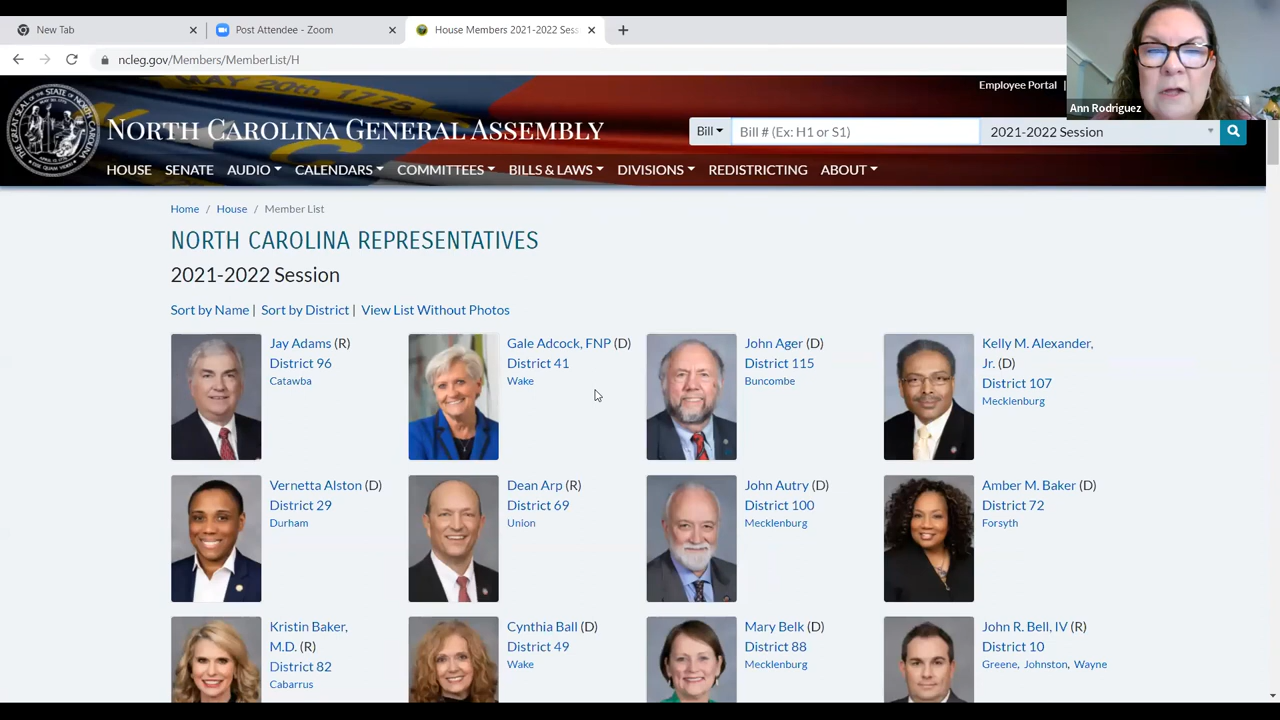 New Tab
Post Attendee - Zoom
House Members 2021-2022 Sess
ncleg.gov/Members/MemberList/H
Ann Rodriguez
MAY 20th 1775
Employee Portal |
NORTH CAROLINA GENERAL ASSEMBLY
Bill
Bill # (Ex: H1 or S1)
2021-2022 Session
HOUSE SENATE AUDIO CALENDARS COMMITTEES BILLS & LAWS DIVISIONS REDISTRICTING ABOUT
Home / House / Member List
NORTH CAROLINA REPRESENTATIVES
2021-2022 Session
Sort by Name | Sort by District | View List Without Photos
Jay Adams (R)
District 96
Catawba
Gale Adcock, FNP (D)
District 41
Wake
John Ager (D)
District 115
Buncombe
Kelly M. Alexander,
Jr. (D)
District 107
Mecklenburg
Vernetta Alston (D)
District 29
Durham
Dean Arp (R)
District 69
Union
John Autry (D)
District 100
Mecklenburg
Amber M. Baker (D)
District 72
Forsyth
Kristin Baker,
M.D. (R)
District 82
Cabarrus
Cynthia Ball (D)
District 49
Wake
Mary Belk (D)
District 88
Mecklenburg
John R. Bell, IV (R)
District 10
Greene, Johnston, Wayne